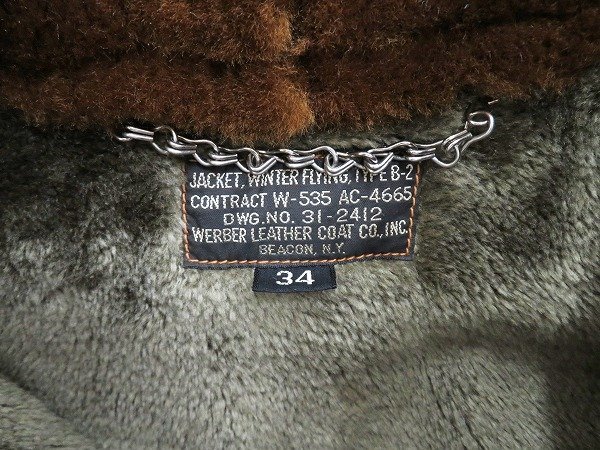 JACKET, WINTER FLYING, TYPE B-2
CONTRACT W-535 AC-4665
DWG. NO. 31-2412
WERBER LEATHER COAT CO., INC.
BEACON, N.Y.
34